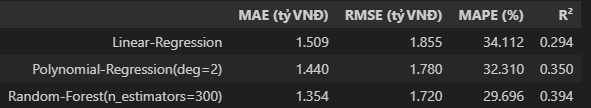 MAE (tỷ VNĐ) RMSE (tỷ VNĐ) MAPE (%) R²
Linear-Regression 1.509 1.855 34.112 0.294
Polynomial-Regression(deg=2) 1.440 1.780 32.310 0.350
Random-Forest(n_estimators=300) 1.354 1.720 29.696 0.394